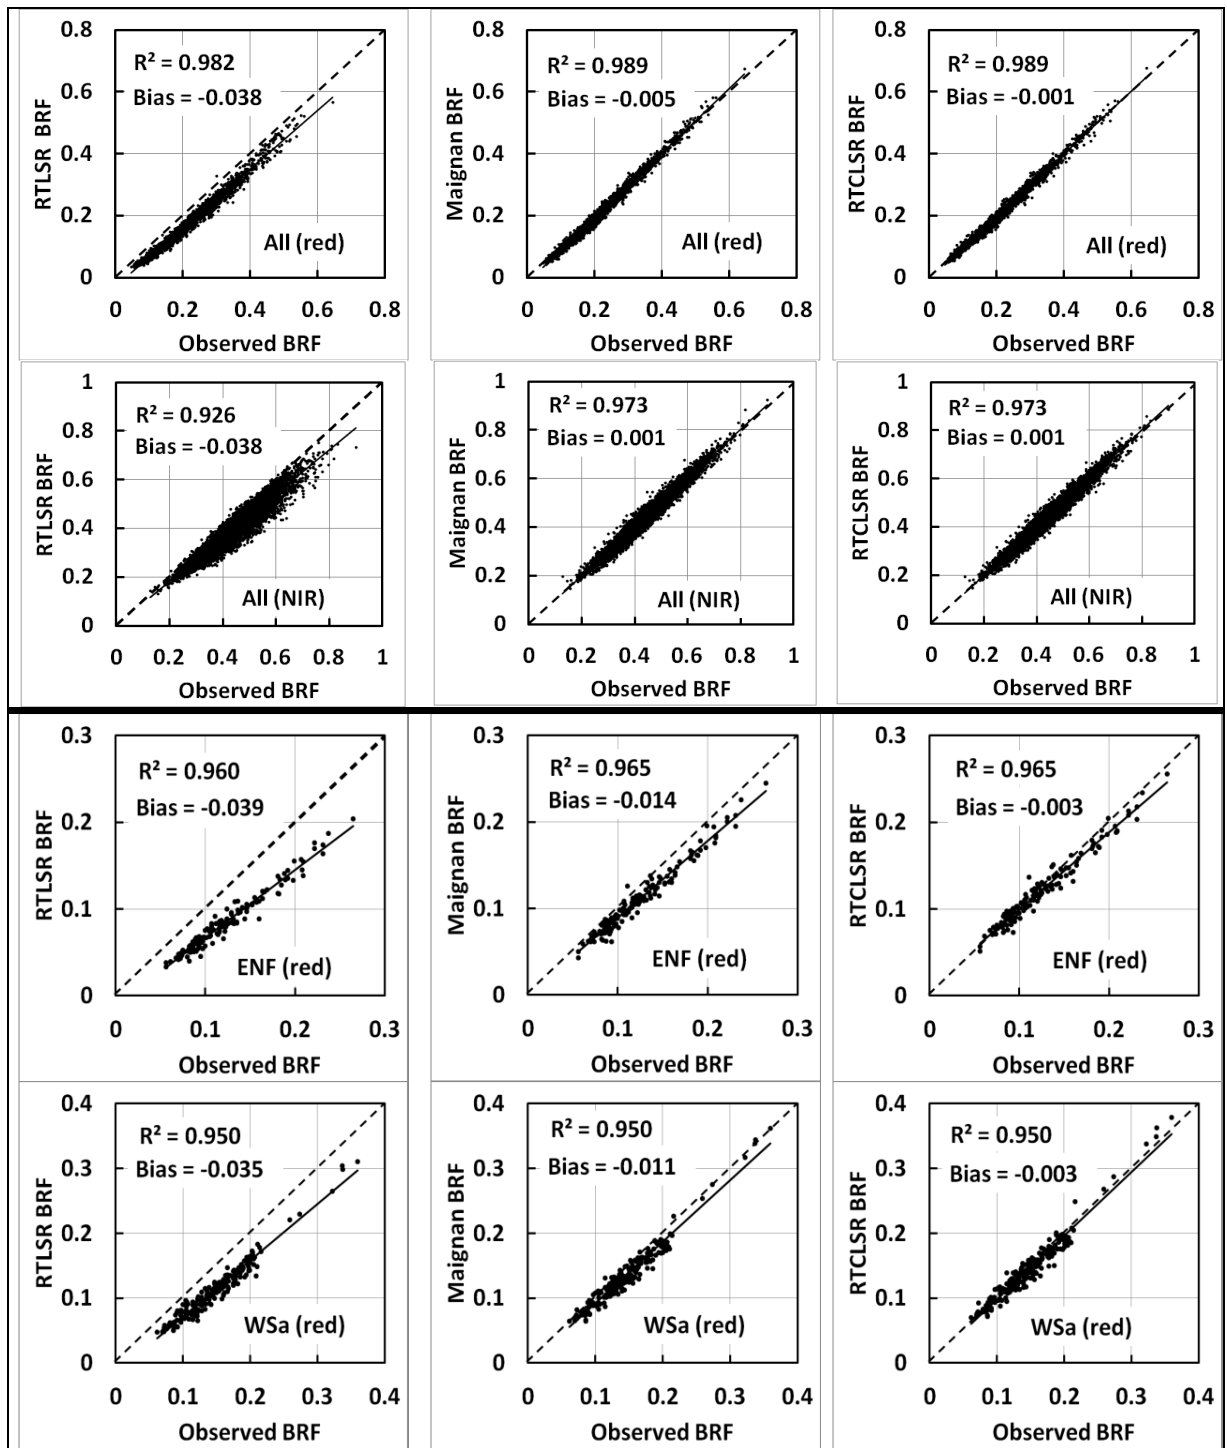 0.8
0.6
0.4
0.2
0
RTLSR BRF
R² = 0.982
Bias = -0.038
All (red)
0 0.2 0.4 0.6 0.8
Observed BRF
0.8
0.6
0.4
0.2
0
Maignan BRF
R² = 0.989
Bias = -0.005
All (red)
0 0.2 0.4 0.6 0.8
Observed BRF
0.8
0.6
0.4
0.2
0
RTCLSR BRF
R² = 0.989
Bias = -0.001
All (red)
0 0.2 0.4 0.6 0.8
Observed BRF
1
0.8
0.6
0.4
0.2
0
RTLSR BRF
R² = 0.926
Bias = -0.038
All (NIR)
0 0.2 0.4 0.6 0.8 1
Observed BRF
1
0.8
0.6
0.4
0.2
0
Maignan BRF
R² = 0.973
Bias = 0.001
All (NIR)
0 0.2 0.4 0.6 0.8 1
Observed BRF
1
0.8
0.6
0.4
0.2
0
RTCLSR BRF
R² = 0.973
Bias = 0.001
All (NIR)
0 0.2 0.4 0.6 0.8 1
Observed BRF
0.3
0.2
0.1
0
RTLSR BRF
R² = 0.960
Bias = -0.039
ENF (red)
0 0.1 0.2 0.3
Observed BRF
0.3
0.2
0.1
0
Maignan BRF
R² = 0.965
Bias = -0.014
ENF (red)
0 0.1 0.2 0.3
Observed BRF
0.3
0.2
0.1
0
RTCLSR BRF
R² = 0.965
Bias = -0.003
ENF (red)
0 0.1 0.2 0.3
Observed BRF
0.4
0.3
0.2
0.1
0
RTLSR BRF
R² = 0.950
Bias = -0.035
WSa (red)
0 0.1 0.2 0.3 0.4
Observed BRF
0.4
0.3
0.2
0.1
0
Maignan BRF
R² = 0.950
Bias = -0.011
WSa (red)
0 0.1 0.2 0.3 0.4
Observed BRF
0.4
0.3
0.2
0.1
0
RTCLSR BRF
R² = 0.950
Bias = -0.003
WSa (red)
0 0.1 0.2 0.3 0.4
Observed BRF